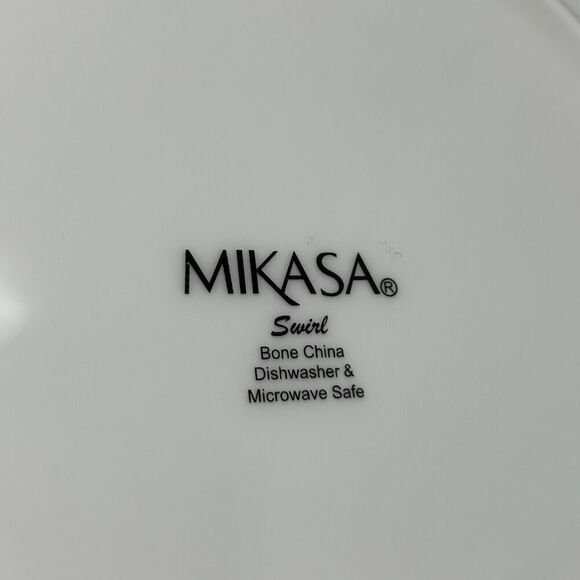 MIKASA®
Swirl
Bone China
Dishwasher &
Microwave Safe